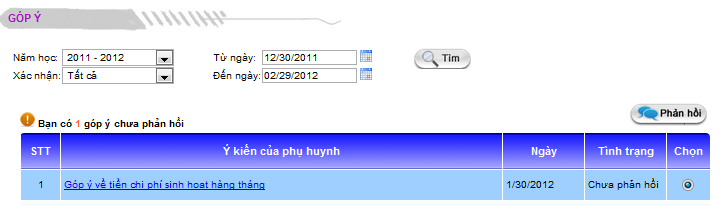 GÓP Ý
Năm học: 2011 - 2012 Từ ngày: 12/30/2011 Tìm
Xác nhận: Tất cả Đến ngày: 02/29/2012
Phản hồi
Bạn có 1 góp ý chưa phản hồi
STT Ý kiến của phụ huynh Ngày Tình trạng Chọn
1 Góp ý về tiền chi phí sinh hoạt hàng tháng 1/30/2012 Chưa phản hồi